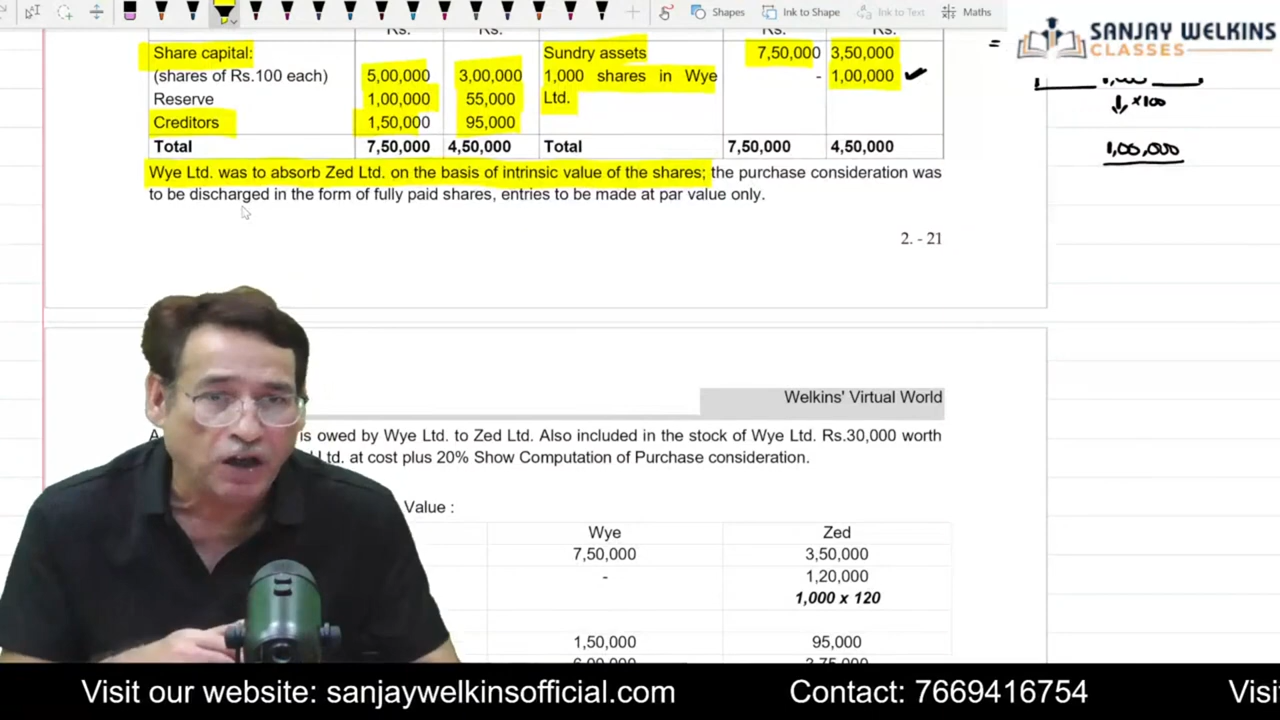 Shapes
Ink to Shape
Ink to Text
Maths
SANJAY WELKINS
CLASSES
Rs. Rs. Rs. Rs.
Share capital: Sundry assets 7,50,000 3,50,000
(shares of Rs.100 each) 5,00,000 3,00,000 1,000 shares in Wye - 1,00,000
Reserve 1,00,000 55,000 Ltd.
Creditors 1,50,000 95,000
Total 7,50,000 4,50,000 Total 7,50,000 4,50,000
=
×100
1,00,000
Wye Ltd. was to absorb Zed Ltd. on the basis of intrinsic value of the shares; the purchase consideration was
to be discharged in the form of fully paid shares, entries to be made at par value only.
2. - 21
Welkins' Virtual World
is owed by Wye Ltd. to Zed Ltd. Also included in the stock of Wye Ltd. Rs.30,000 worth
Ltd. at cost plus 20% Show Computation of Purchase consideration.
Value :
Wye Zed
7,50,000 3,50,000
- 1,20,000
1,000 x 120
1,50,000 95,000
Visit our website: sanjaywelkinsofficial.com Contact: 7669416754 Visi